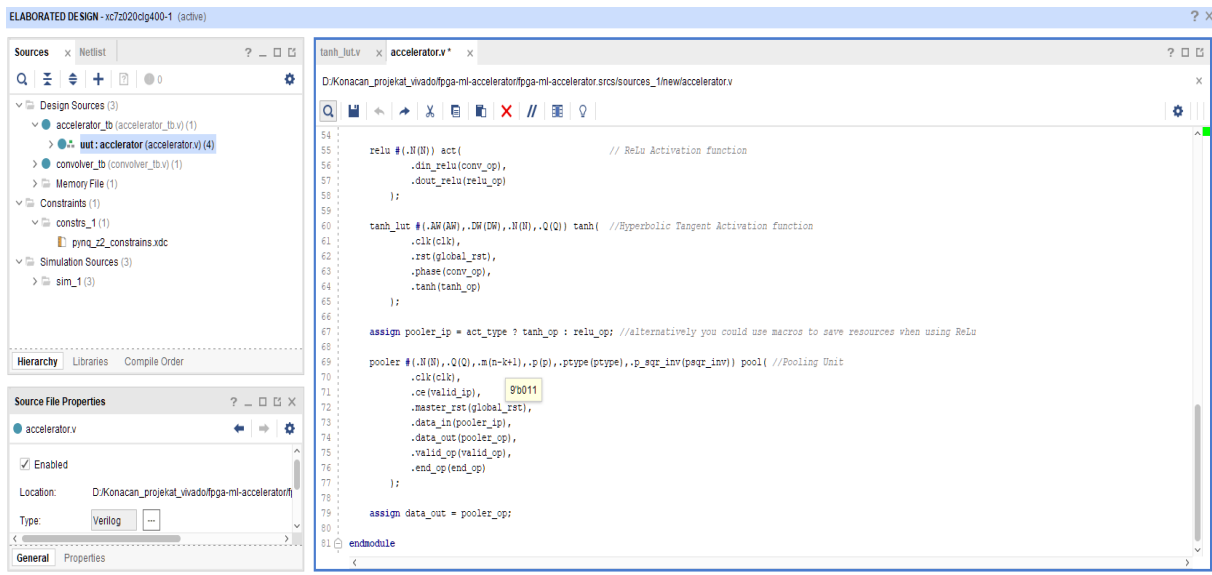 ELABORATED DESIGN - xc7z020clg400-1 (active)
Sources Netlist
0
Design Sources (3)
accelerator_tb (accelerator_tb.v) (1)
uut : acclerator (accelerator.v) (4)
convolver_tb (convolver_tb.v) (1)
Memory File (1)
Constraints (1)
constrs_1 (1)
pynq_z2_constrains.xdc
Simulation Sources (3)
sim_1 (3)
Hierarchy Libraries Compile Order
Source File Properties
accelerator.v
Enabled
Location: D:/Konacan_projekat_vivado/fpga-ml-accelerator/f
Type: Verilog ...
General Properties
tanh_lut.v accelerator.v *
D:/Konacan_projekat_vivado/fpga-ml-accelerator/fpga-ml-accelerator.srcs/sources_1/new/accelerator.v
54
55 relu #(.N(N)) act( // ReLu Activation function
56 .din_relu(conv_op),
57 .dout_relu(relu_op)
58 );
59
60 tanh_lut #(.AW(AW),.DW(DW),.N(N),.Q(Q)) tanh( //Hyperbolic Tangent Activation function
61 .clk(clk),
62 .rst(global_rst),
63 .phase(conv_op),
64 .tanh(tanh_op)
65 );
66
67 assign pooler_ip = act_type ? tanh_op : relu_op; //alternatively you could use macros to save resources when using ReLu
68
69 pooler #(.N(N),.Q(Q),.m(n-k+1),.p(p),.ptype(ptype),.p_sqr_inv(psqr_inv)) pool( //Pooling Unit
70 .clk(clk),
71 .ce(valid_ip), 9'b011
72 .master_rst(global_rst),
73 .data_in(pooler_ip),
74 .data_out(pooler_op),
75 .valid_op(valid_op),
76 .end_op(end_op)
77 );
78
79 assign data_out = pooler_op;
80
81 endmodule